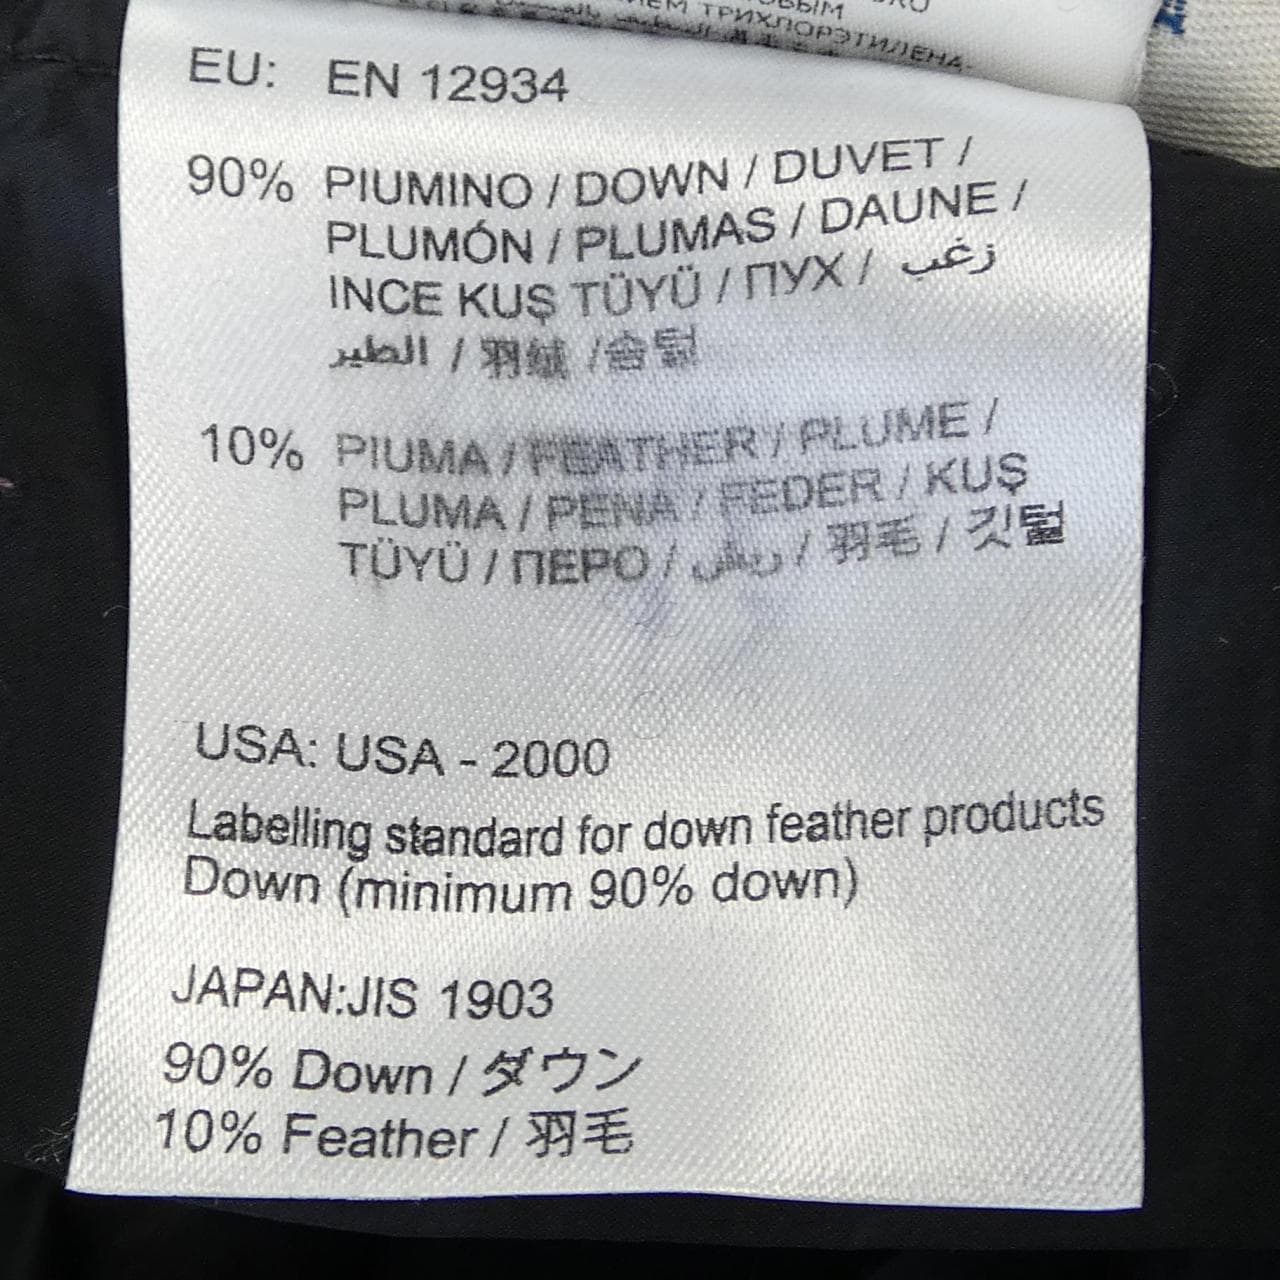 ТРИХЛОРЭТИЛЕНА.
EU: EN 12934
90% PIUMINO / DOWN / DUVET /
PLUMÓN / PLUMAS / DAUNE /
INCE KUŞ TÜYÜ / ПУХ / زغب
الطير / 羽绒 /솜털
10% PIUMA / FEATHER / PLUME /
PLUMA / PENA / FEDER / KUŞ
TÜYÜ / ПЕРО / ريش / 羽毛 / 깃털
USA: USA - 2000
Labelling standard for down feather products
Down (minimum 90% down)
JAPAN:JIS 1903
90% Down / ダウン
10% Feather / 羽毛